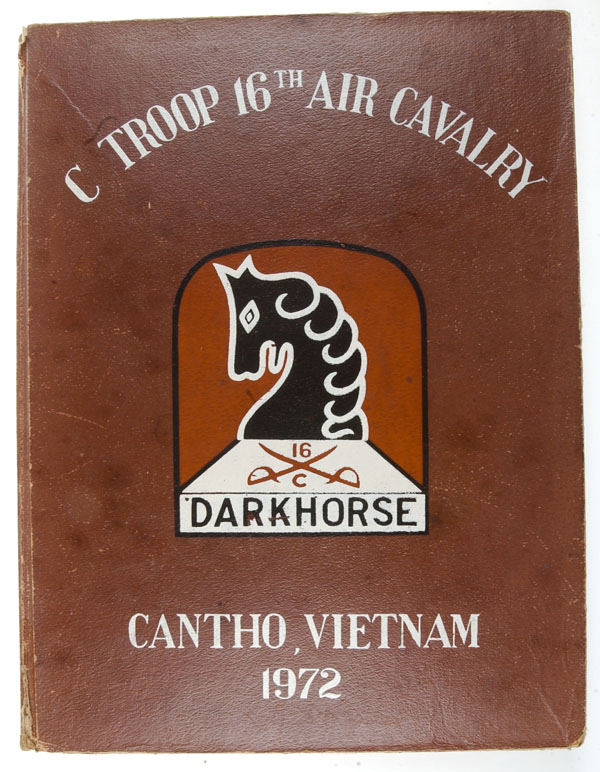 C TROOP 16TH AIR CAVALRY
16
C
DARKHORSE
CANTHO, VIETNAM
1972